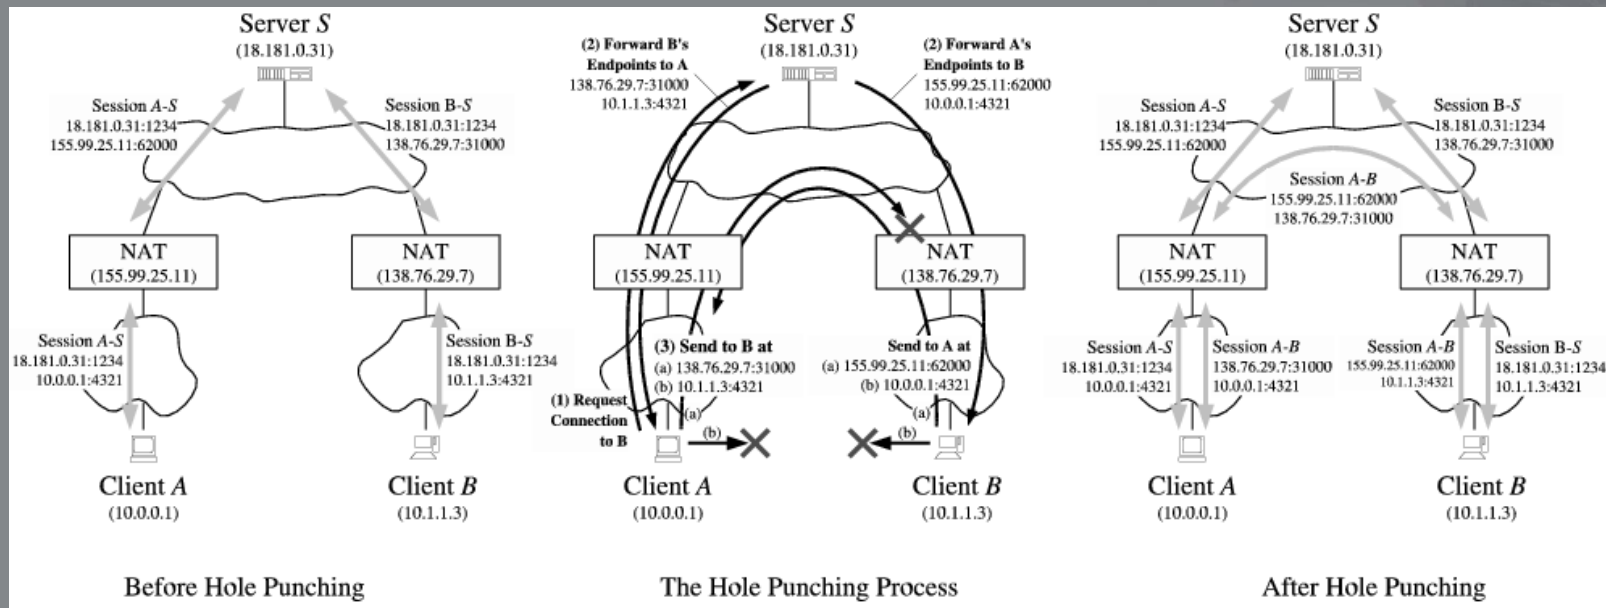 Server S
(18.181.0.31)
Session A-S
18.181.0.31:1234
155.99.25.11:62000
Session B-S
18.181.0.31:1234
138.76.29.7:31000
NAT
(155.99.25.11)
NAT
(138.76.29.7)
Session A-S
18.181.0.31:1234
10.0.0.1:4321
Session B-S
18.181.0.31:1234
10.1.1.3:4321
Client A
(10.0.0.1)
Client B
(10.1.1.3)
Before Hole Punching
Server S
(18.181.0.31)
(2) Forward B's
Endpoints to A
138.76.29.7:31000
10.1.1.3:4321
(2) Forward A's
Endpoints to B
155.99.25.11:62000
10.0.0.1:4321
NAT
(155.99.25.11)
NAT
(138.76.29.7)
(3) Send to B at
(a) 138.76.29.7:31000
(b) 10.1.1.3:4321
Send to A at
(a) 155.99.25.11:62000
(b) 10.0.0.1:4321
(1) Request
Connection
to B
(a)
(b)
(a)
(b)
Client A
(10.0.0.1)
Client B
(10.1.1.3)
The Hole Punching Process
Server S
(18.181.0.31)
Session A-S
18.181.0.31:1234
155.99.25.11:62000
Session B-S
18.181.0.31:1234
138.76.29.7:31000
Session A-B
155.99.25.11:62000
138.76.29.7:31000
NAT
(155.99.25.11)
NAT
(138.76.29.7)
Session A-S
18.181.0.31:1234
10.0.0.1:4321
Session A-B
138.76.29.7:31000
10.0.0.1:4321
Session A-B
155.99.25.11:62000
10.1.1.3:4321
Session B-S
18.181.0.31:1234
10.1.1.3:4321
Client A
(10.0.0.1)
Client B
(10.1.1.3)
After Hole Punching